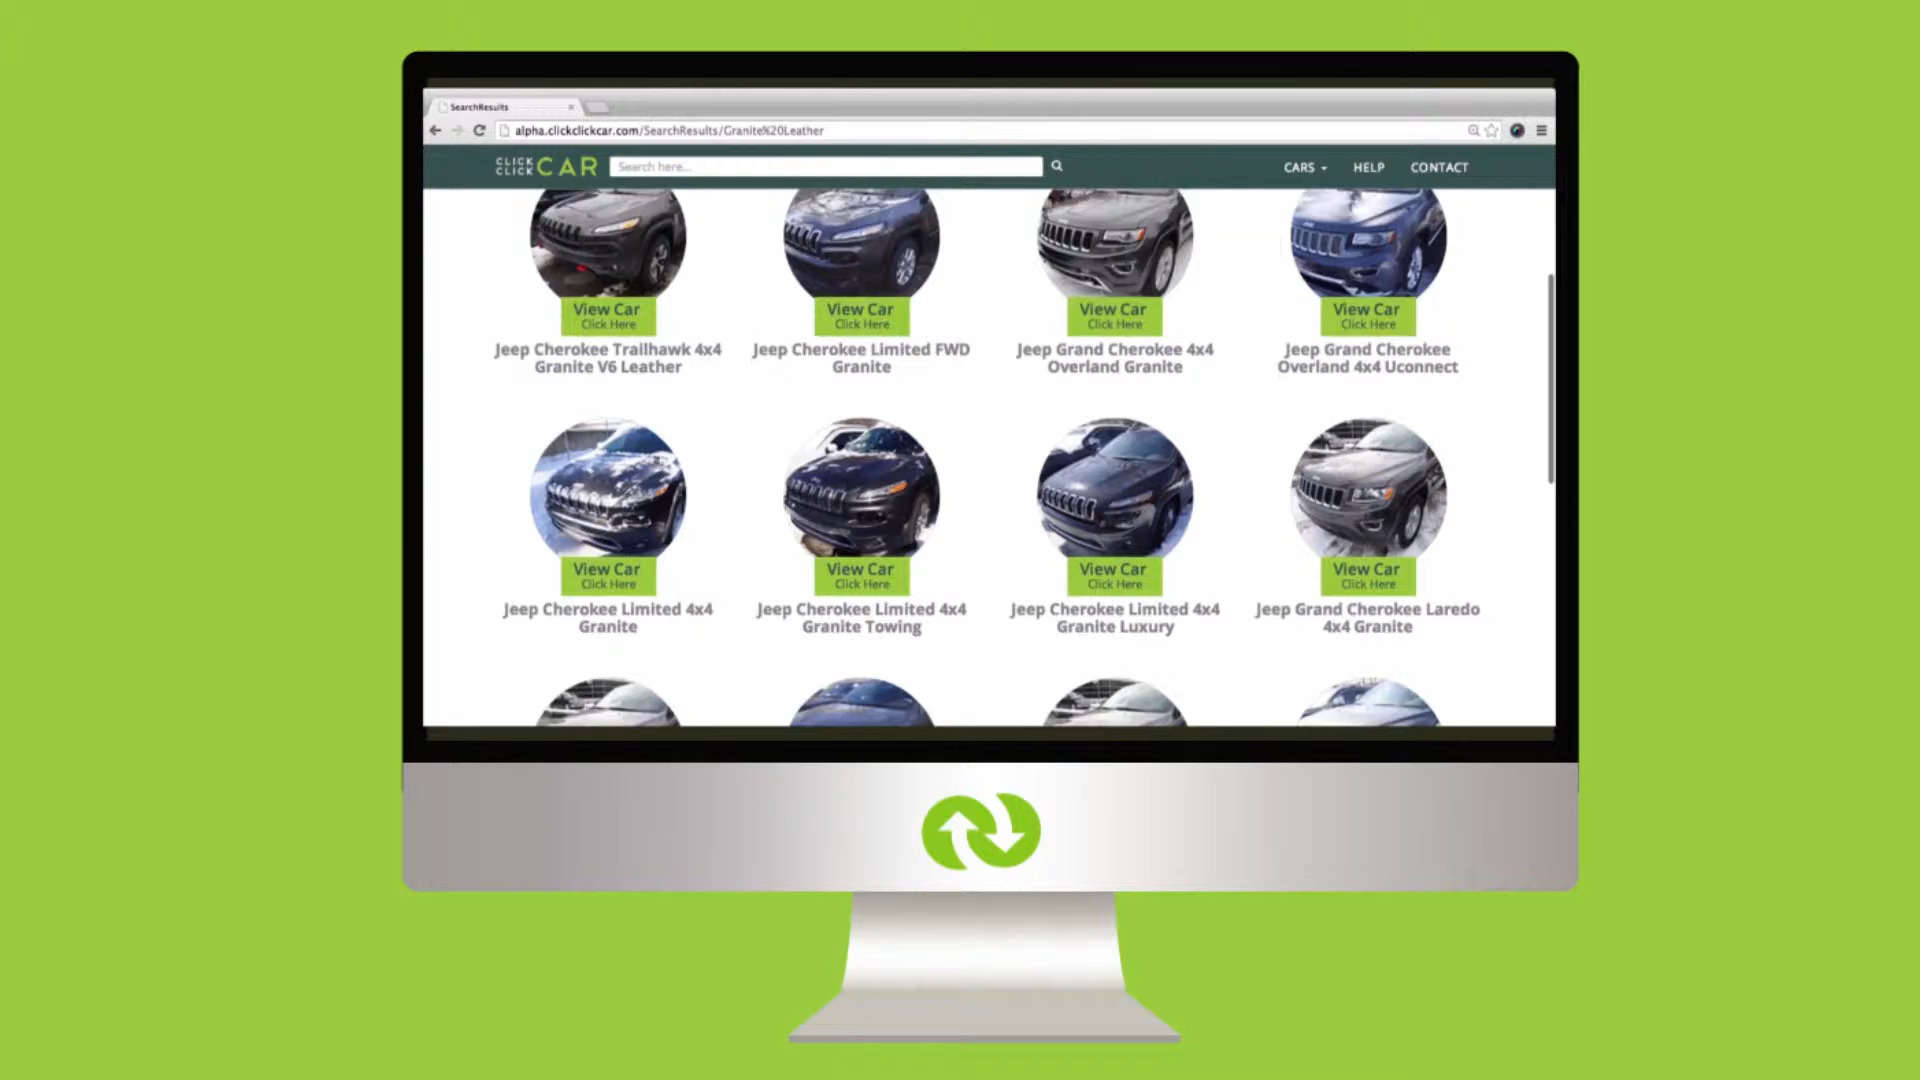 SearchResults
alpha.clickclickcar.com/SearchResults/Granite%20Leather
CLICK CLICK CAR
Search here...
CARS
HELP
CONTACT
View Car
Click Here
Jeep Cherokee Trailhawk 4x4
Granite V6 Leather
View Car
Click Here
Jeep Cherokee Limited FWD
Granite
View Car
Click Here
Jeep Grand Cherokee 4x4
Overland Granite
View Car
Click Here
Jeep Grand Cherokee
Overland 4x4 Uconnect
View Car
Click Here
Jeep Cherokee Limited 4x4
Granite
View Car
Click Here
Jeep Cherokee Limited 4x4
Granite Towing
View Car
Click Here
Jeep Cherokee Limited 4x4
Granite Luxury
View Car
Click Here
Jeep Grand Cherokee Laredo
4x4 Granite